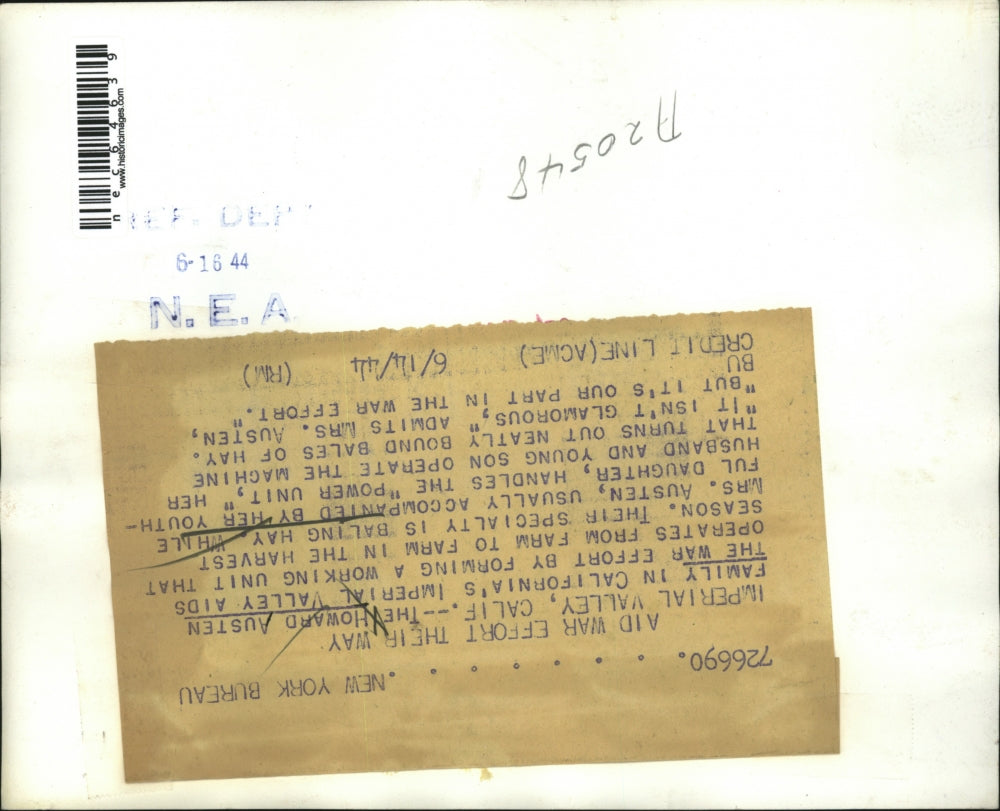 necc64639
www.historicimages.com
A20548
REF. DEPT
6-16 44
N. E. A.
726690. . . . . . . .NEW YORK BUREAU
AID WAR EFFORT THEIR WAY
IMPERIAL VALLEY, CALIF.--THE HOWARD AUSTEN
FAMILY IN CALIFORNIA'S IMPERIAL VALLEY AIDS
THE WAR EFFORT BY FORMING A WORKING UNIT THAT
OPERATES FROM FARM TO FARM IN THE HARVEST
SEASON. THEIR SPECIALTY IS BALING HAY. WHILE
MRS. AUSTEN, USUALLY ACCOMPANIED BY HER YOUTH-
FUL DAUGHTER, HANDLES THE "POWER UNIT," HER
HUSBAND AND YOUNG SON OPERATE THE MACHINE
THAT TURNS OUT NEATLY BOUND BALES OF HAY.
"IT ISN'T GLAMOROUS," ADMITS MRS. AUSTEN,
"BUT IT'S OUR PART IN THE WAR EFFORT."
BU
CREDIT LINE(ACME) 6/14/44 (RM)